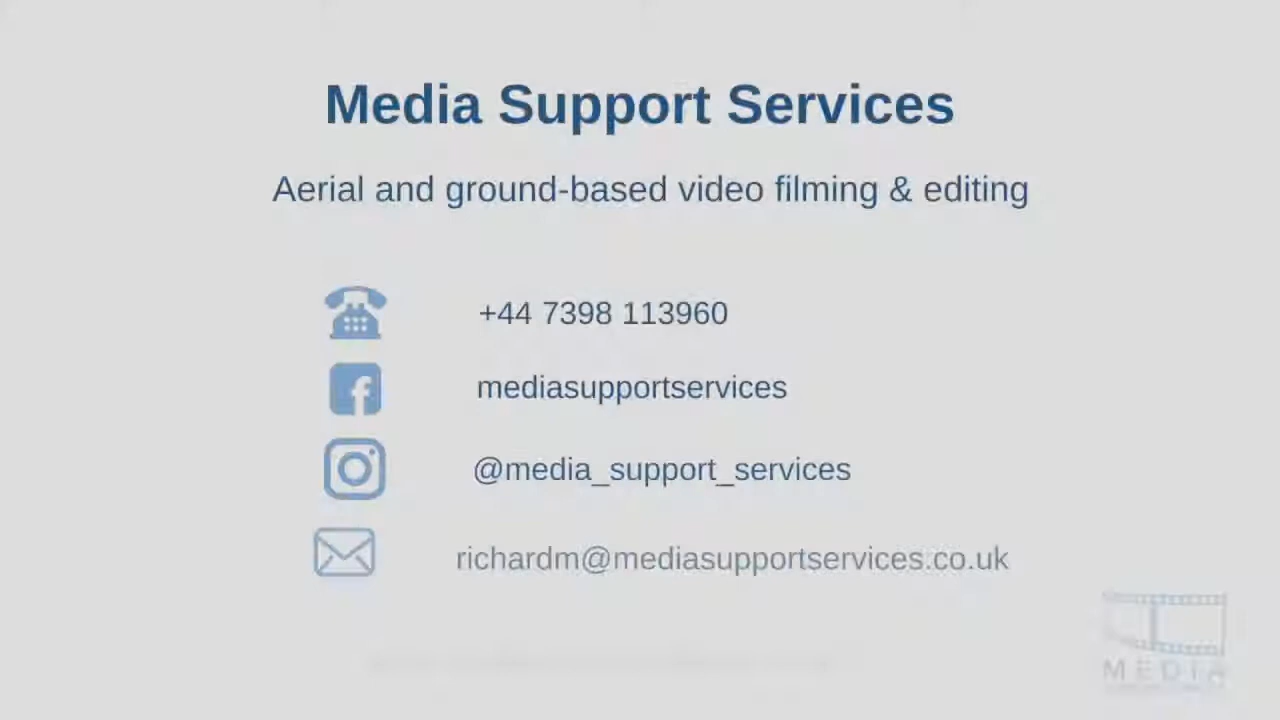 Media Support Services
Aerial and ground-based video filming & editing
+44 7398 113960
mediasupportservices
@media_support_services
richardm@mediasupportservices.co.uk
MEDIA